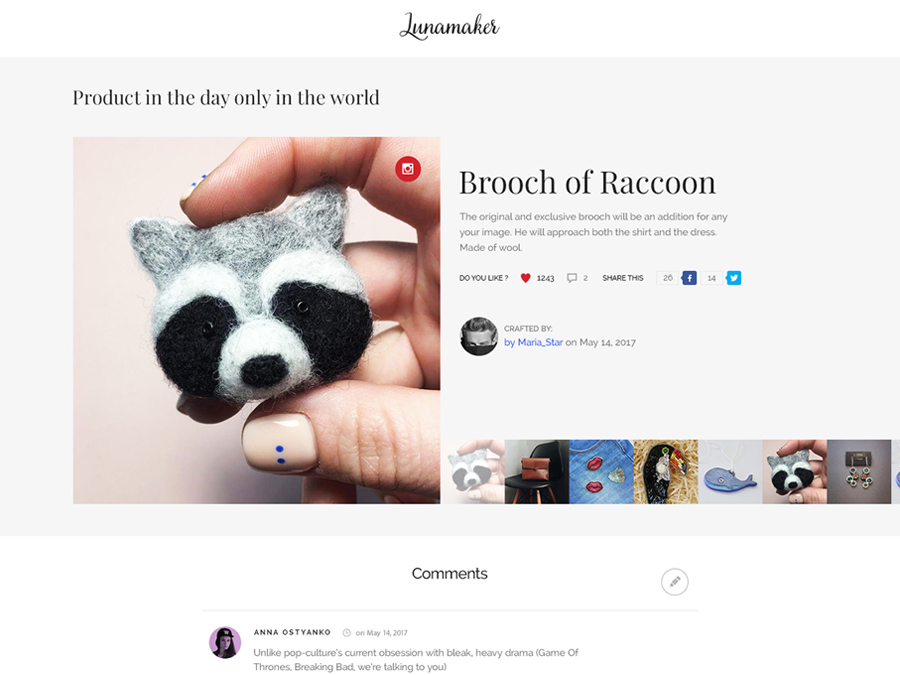 Lunamaker
Product in the day only in the world
Brooch of Raccoon
The original and exclusive brooch will be an addition for any
your image. He will approach both the shirt and the dress.
Made of wool.
DO YOU LIKE ? 1243 2 SHARE THIS 26 f 14
CRAFTED BY:
by Maria_Star on May 14, 2017
Comments
ANNA OSTYANKO on May 14, 2017
Unlike pop-culture's current obsession with bleak, heavy drama (Game Of
Thrones, Breaking Bad, we're talking to you)